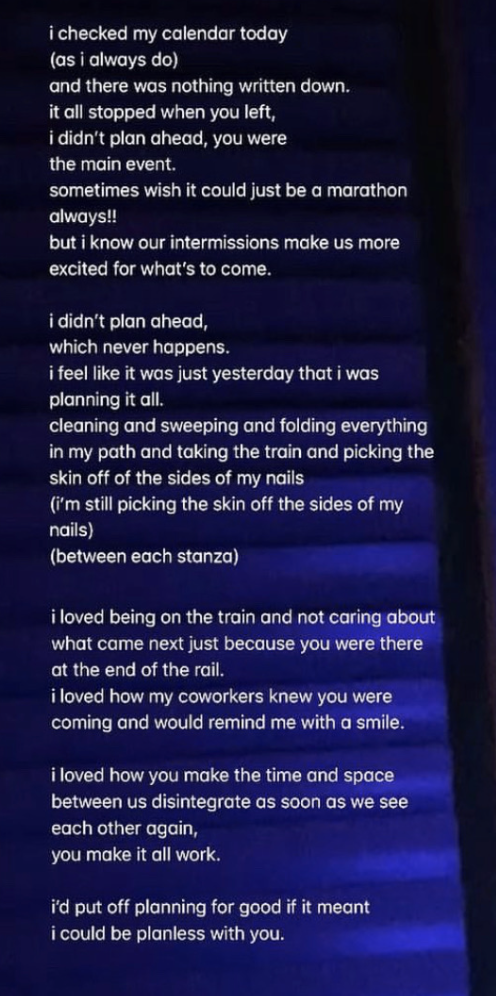 i checked my calendar today
(as i always do)
and there was nothing written down.
it all stopped when you left,
i didn't plan ahead, you were
the main event.
sometimes wish it could just be a marathon
always!!
but i know our intermissions make us more
excited for what's to come.
i didn't plan ahead,
which never happens.
i feel like it was just yesterday that i was
planning it all.
cleaning and sweeping and folding everything
in my path and taking the train and picking the
skin off of the sides of my nails
(i'm still picking the skin off the sides of my
nails)
(between each stanza)
i loved being on the train and not caring about
what came next just because you were there
at the end of the rail.
i loved how my coworkers knew you were
coming and would remind me with a smile.
i loved how you make the time and space
between us disintegrate as soon as we see
each other again,
you make it all work.
i'd put off planning for good if it meant
i could be planless with you.